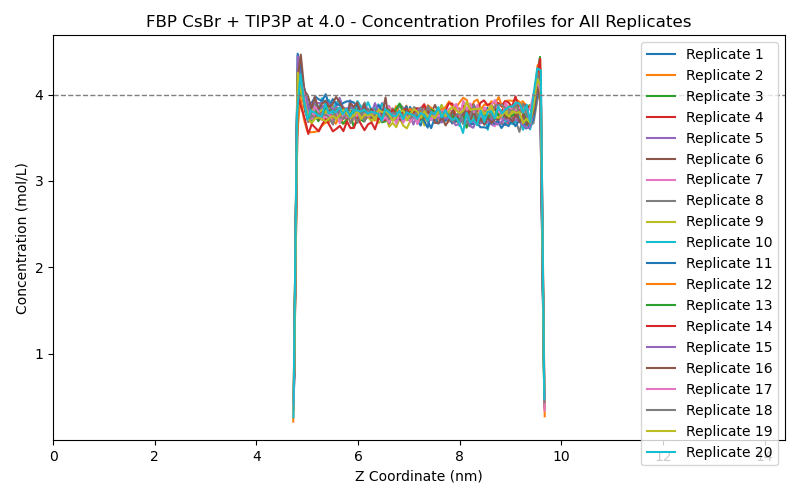 FBP CsBr + TIP3P at 4.0 - Concentration Profiles for All Replicates
Concentration (mol/L)
4
3
2
1
0
2
4
6
8
10
12
14
Z Coordinate (nm)
Replicate 1
Replicate 2
Replicate 3
Replicate 4
Replicate 5
Replicate 6
Replicate 7
Replicate 8
Replicate 9
Replicate 10
Replicate 11
Replicate 12
Replicate 13
Replicate 14
Replicate 15
Replicate 16
Replicate 17
Replicate 18
Replicate 19
Replicate 20